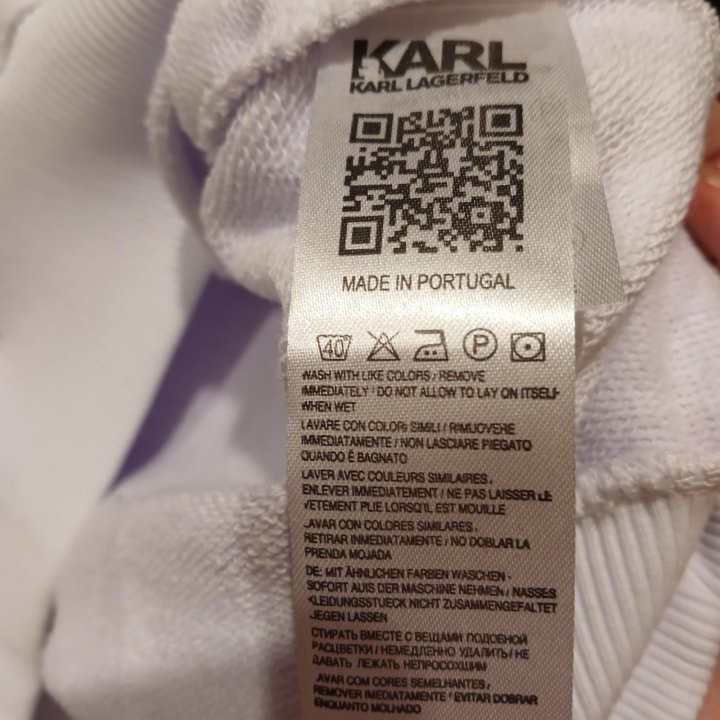 KARL
KARL LAGERFELD
MADE IN PORTUGAL
40° P
WASH WITH LIKE COLORS / REMOVE
IMMEDIATELY / DO NOT ALLOW TO LAY ON ITSELF
WHEN WET
LAVARE CON COLORI SIMILI / RIMUOVERE
IMMEDIATAMENTE / NON LASCIARE PIEGATO
QUANDO È BAGNATO
LAVER AVEC COULEURS SIMILAIRES.
ENLEVER IMMEDIATEMENT / NE PAS LAISSER LE
VETEMENT PLIE LORSQU'IL EST MOUILLE
LAVAR CON COLORES SIMILARES.
RETIRAR INMEDIATAMENTE / NO DOBLAR LA
PRENDA MOJADA
DE: MIT ÄHNLICHEN FARBEN WASCHEN -
SOFORT AUS DER MASCHINE NEHMEN / NASSES
KLEIDUNGSSTUECK NICHT ZUSAMMENGEFALTET
LIEGEN LASSEN
СТИРАТЬ ВМЕСТЕ С ВЕЩАМИ ПОДОБНОЙ
РАСЦВЕТКИ / НЕМЕДЛЕННО УДАЛИТЬ / НЕ
ДАВАТЬ ЛЕЖАТЬ НЕПРОСОХШИМ
LAVAR COM CORES SEMELHANTES /
REMOVER IMEDIATAMENTE / EVITAR DOBRAR
ENQUANTO MOLHADO